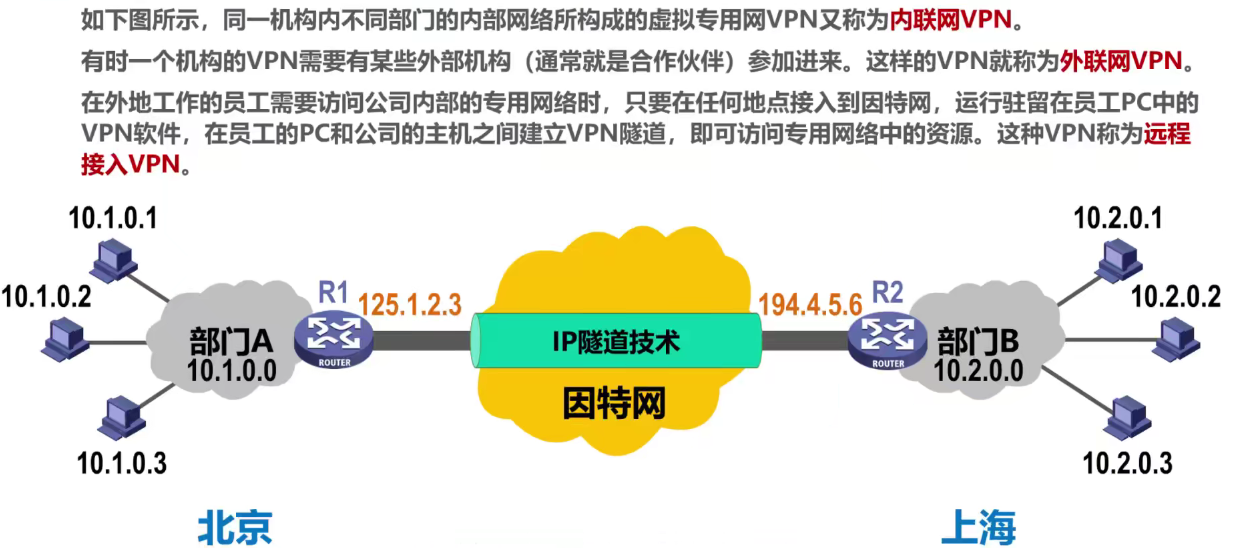 如下图所示，同一机构内不同部门的内部网络所构成的虚拟专用网VPN又称为内联网VPN。
有时一个机构的VPN需要有某些外部机构（通常就是合作伙伴）参加进来。这样的VPN就称为外联网VPN。
在外地工作的员工需要访问公司内部的专用网络时，只要在任何地点接入到因特网，运行驻留在员工PC中的
VPN软件，在员工的PC和公司的主机之间建立VPN隧道，即可访问专用网络中的资源。这种VPN称为远程
接入VPN。
10.1.0.1
10.2.0.1
10.1.0.2
R1
125.1.2.3
194.4.5.6
R2
10.2.0.2
部门A
10.1.0.0
ROUTER
IP隧道技术
ROUTER
部门B
10.2.0.0
因特网
10.1.0.3
10.2.0.3
北京
上海